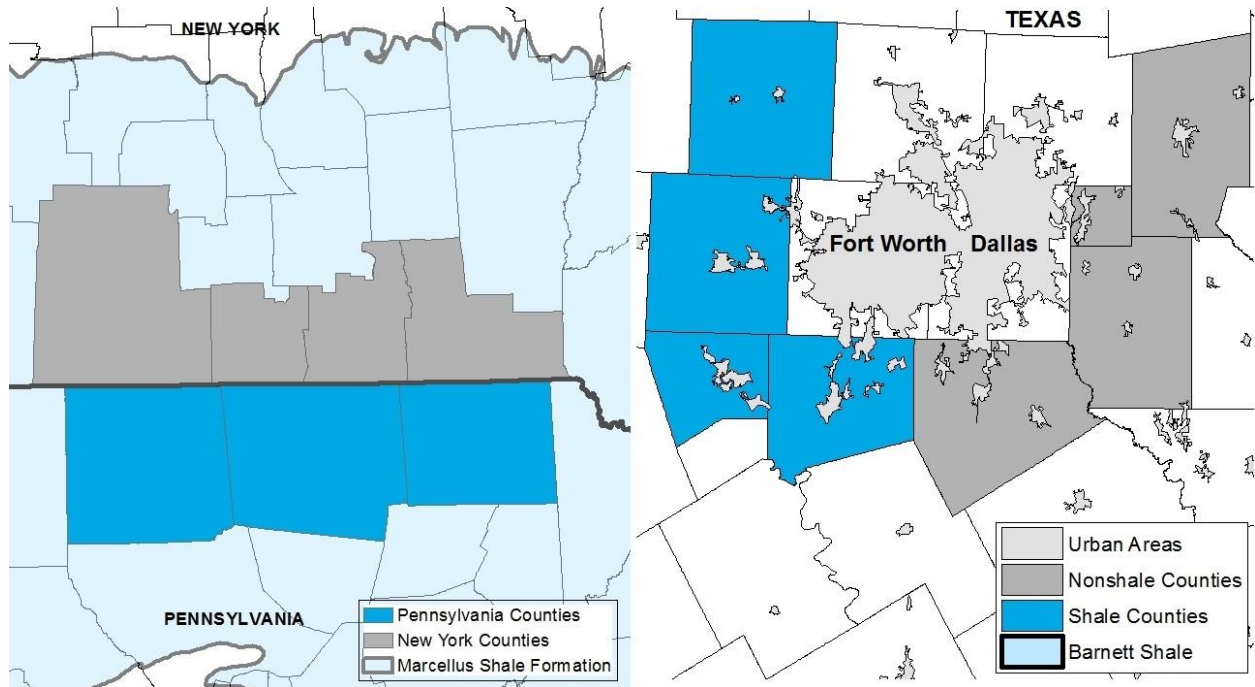 NEW YORK
PENNSYLVANIA
Pennsylvania Counties
New York Counties
Marcellus Shale Formation
TEXAS
Fort Worth Dallas
Urban Areas
Nonshale Counties
Shale Counties
Barnett Shale